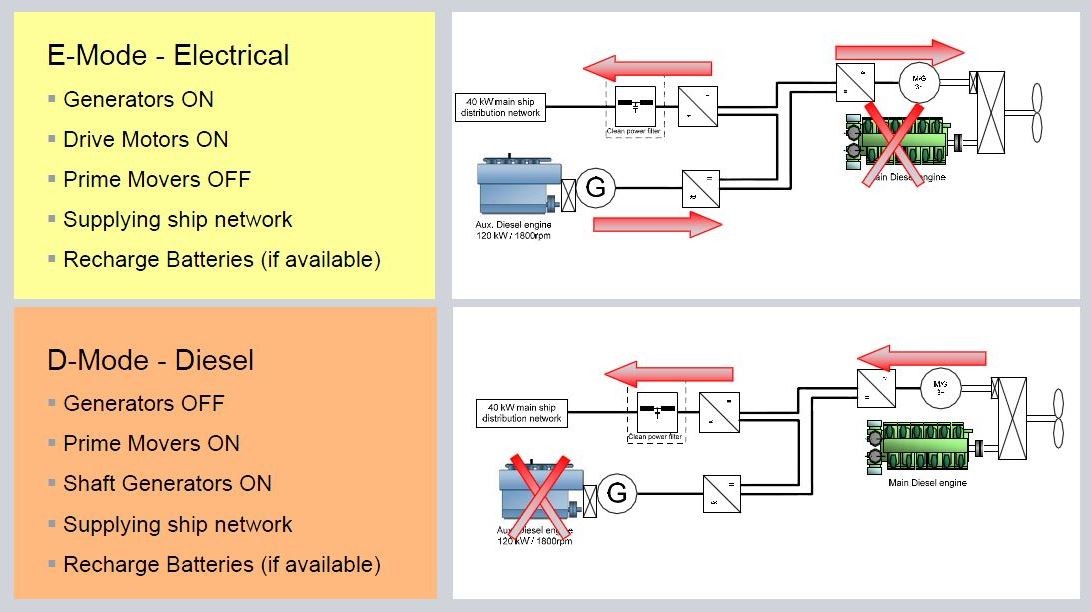 E-Mode - Electrical
Generators ON
Drive Motors ON
Prime Movers OFF
Supplying ship network
Recharge Batteries (if available)
40 kW main ship
distribution network
Clean power filter
M/G
3~
G
Main Diesel engine
Aux. Diesel engine
120 kW / 1800rpm
D-Mode - Diesel
Generators OFF
Prime Movers ON
Shaft Generators ON
Supplying ship network
Recharge Batteries (if available)
40 kW main ship
distribution network
Clean power filter
M/G
3~
Main Diesel engine
G
Aux. Diesel engine
120 kW / 1800rpm